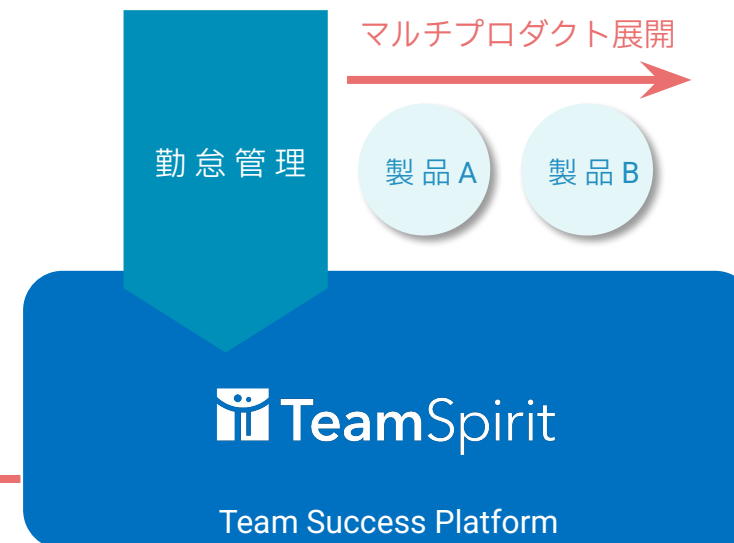 マルチプロダクト展開
勤怠管理
製品A
製品B
TeamSpirit
Team Success Platform